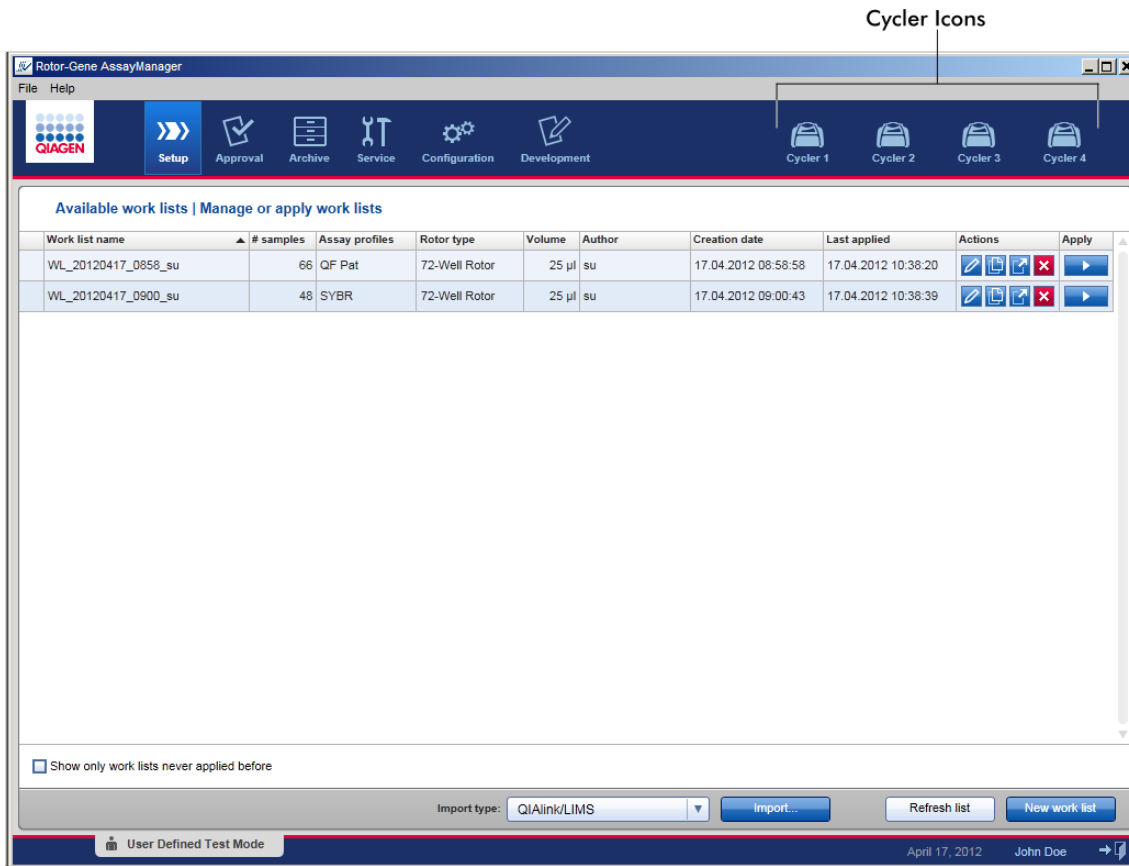 Cycler Icons
Rotor-Gene AssayManager
File Help
QIAGEN
Setup Approval Archive Service Configuration Development Cycler 1 Cycler 2 Cycler 3 Cycler 4
Available work lists | Manage or apply work lists
Work list name # samples Assay profiles Rotor type Volume Author Creation date Last applied Actions Apply
WL_20120417_0858_su 66 QF Pat 72-Well Rotor 25 µl su 17.04.2012 08:58:58 17.04.2012 10:38:20
WL_20120417_0900_su 48 SYBR 72-Well Rotor 25 µl su 17.04.2012 09:00:43 17.04.2012 10:38:39
Show only work lists never applied before
Import type: QIAlink/LIMS Import... Refresh list New work list
User Defined Test Mode
April 17, 2012 John Doe